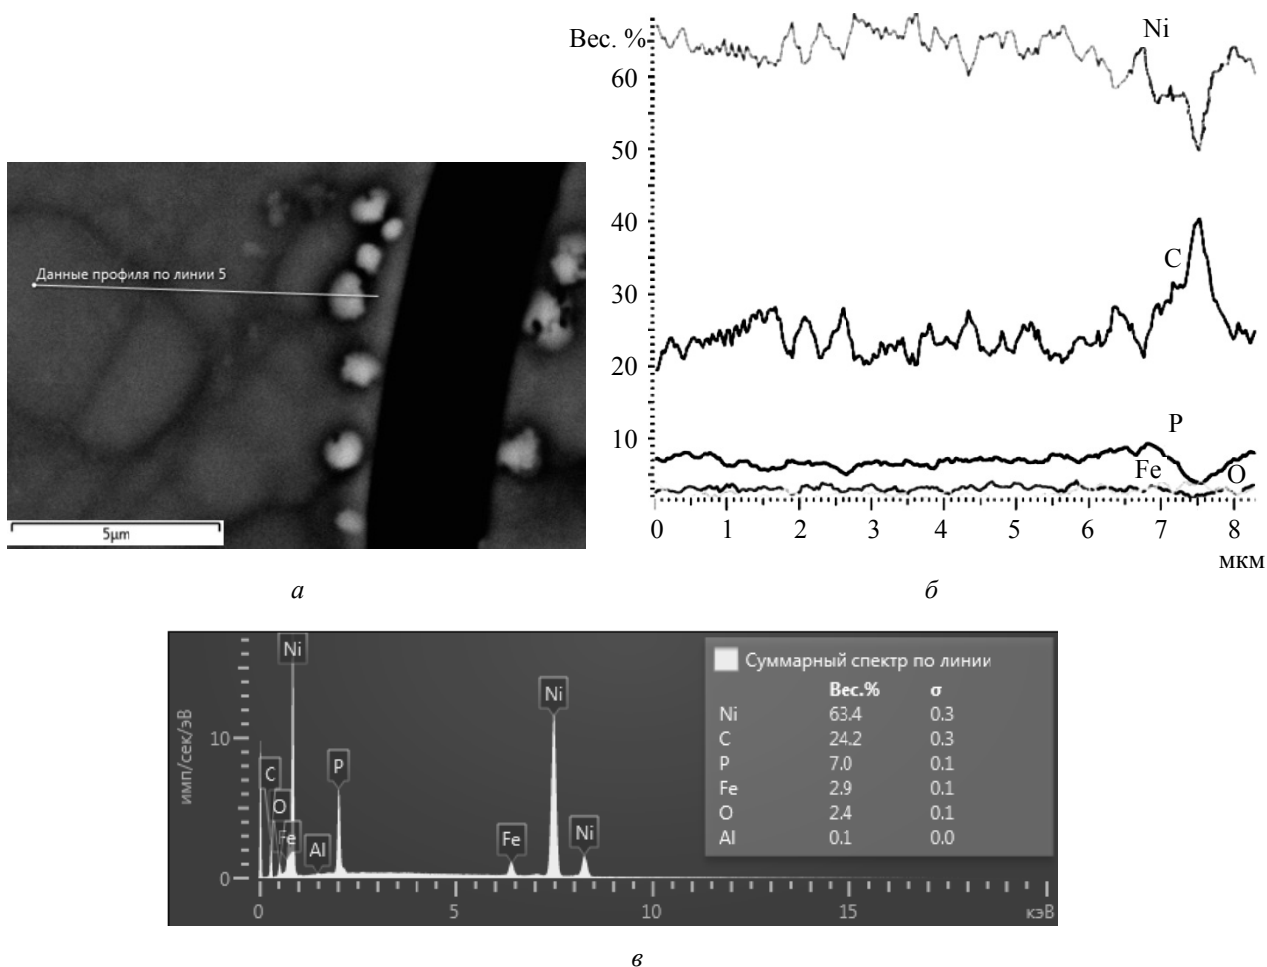 Вес. %
Ni
60
50
40
C
30
20
10
P
Fe
O
0 1 2 3 4 5 6 7 8
мкм
Данные профиля по линии 5
5μm
а
б
Ni
Суммарный спектр по линии
Вес.% σ
Ni 63.4 0.3
C 24.2 0.3
P 7.0 0.1
Fe 2.9 0.1
O 2.4 0.1
Al 0.1 0.0
имп/сек/эВ
10
0
C
O
Fe
Al
P
Fe
Ni
Ni
0 5 10 15 кэВ
в